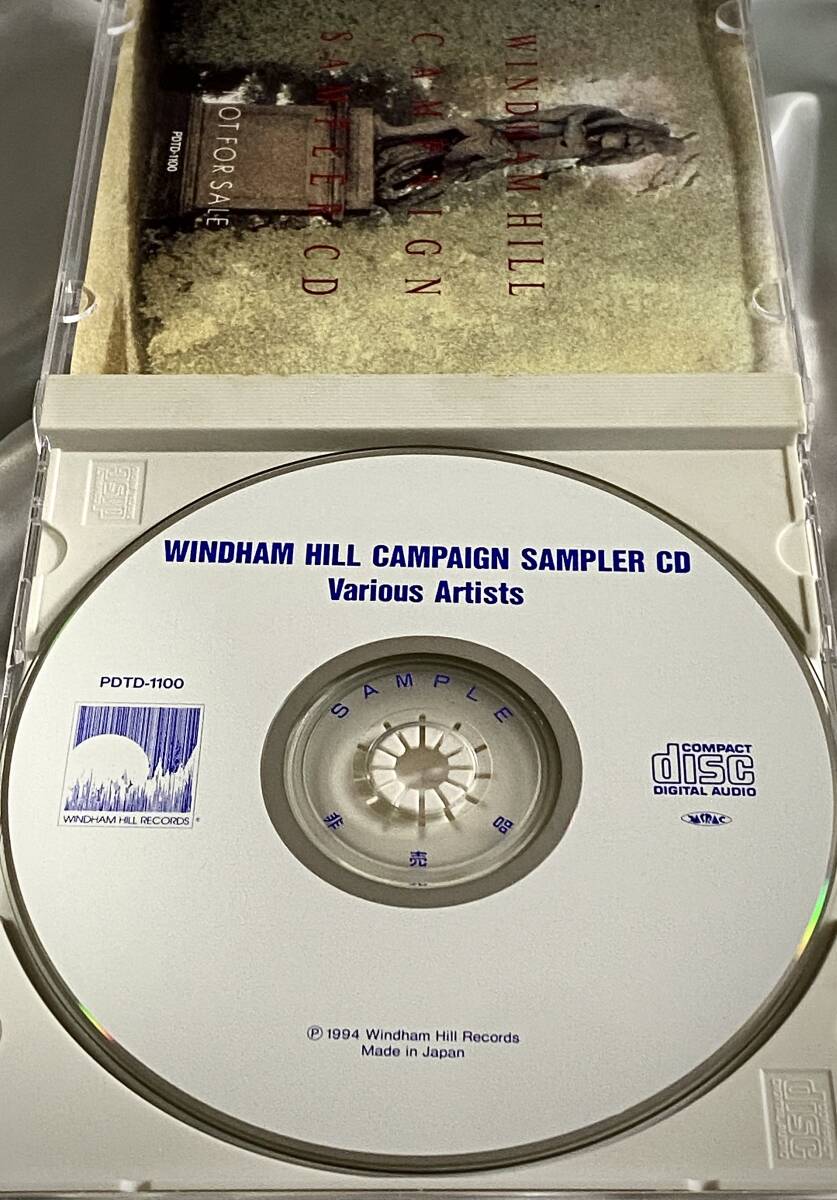 WINDHAM HILL
CAMPAIGN
SAMPLER CD
OT FOR SALE
PDTD-1100
WINDHAM HILL CAMPAIGN SAMPLER CD
Various Artists
PDTD-1100
WINDHAM HILL RECORDS
SAMPLE
非売品
COMPACT
disc
DIGITAL AUDIO
JASRAC
℗ 1994 Windham Hill Records
Made in Japan